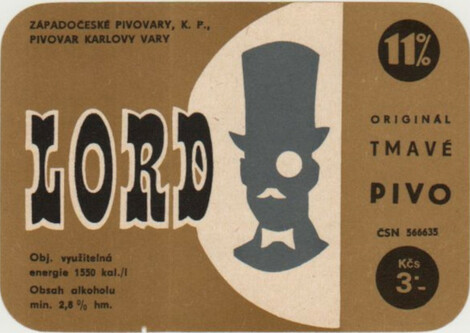 ZÁPADOČESKÉ PIVOVARY, K. P.,
PIVOVAR KARLOVY VARY
LORD
Obj. využitelná
energie 1550 kal./l
Obsah alkoholu
min. 2,8 % hm.
11%
ORIGINÁL
TMAVÉ
PIVO
ČSN 566635
Kčs
3:-